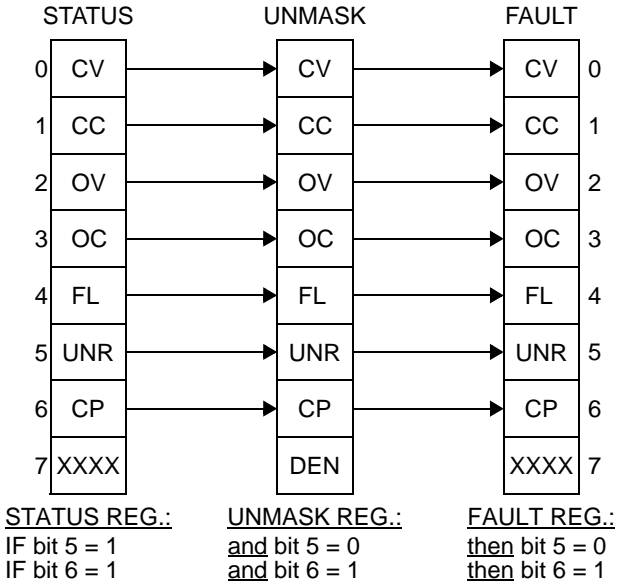 STATUS UNMASK FAULT
0 CV CV CV 0
1 CC CC CC 1
2 OV OV OV 2
3 OC OC OC 3
4 FL FL FL 4
5 UNR UNR UNR 5
6 CP CP CP 6
7 XXXX DEN XXXX 7
STATUS REG.: UNMASK REG.: FAULT REG.:
IF bit 5 = 1 and bit 5 = 0 then bit 5 = 0
IF bit 6 = 1 and bit 6 = 1 then bit 6 = 1